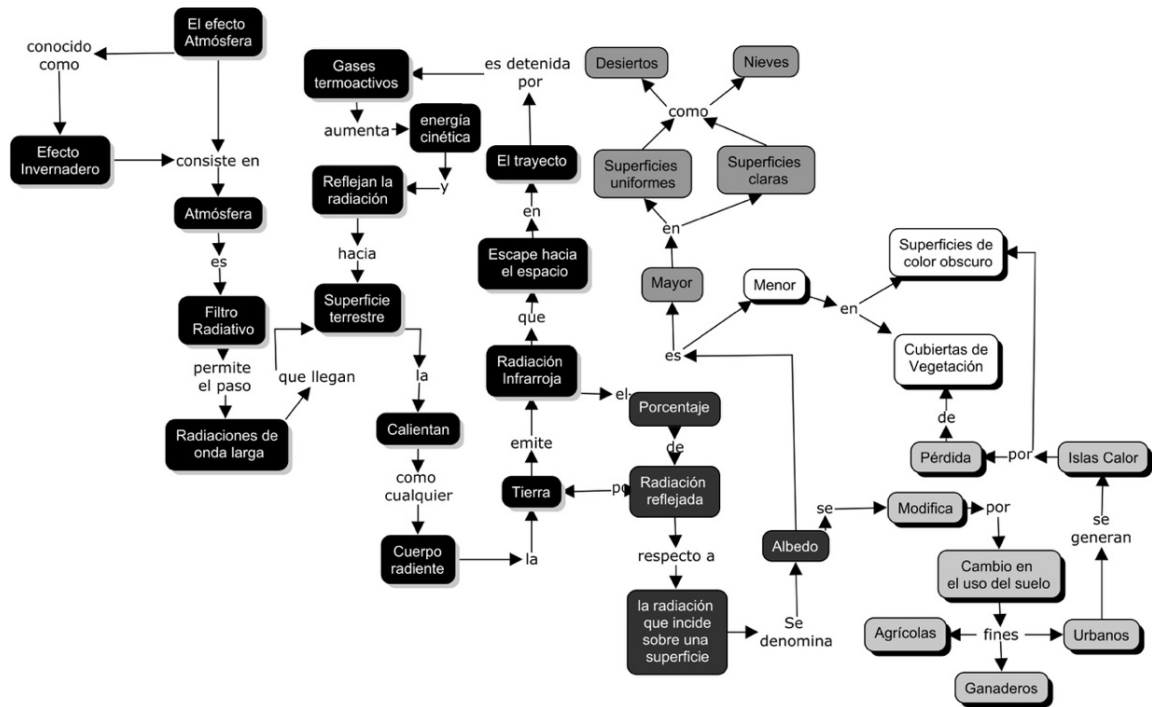 El efecto
Atmósfera
conocido
como
Efecto
Invernadero
consiste en
Atmósfera
es
Filtro
Radiativo
permite
el paso
Radiaciones de
onda larga
que llegan
Gases
termoactivos
aumenta
energía
cinética
y
Reflejan la
radiación
hacia
Superficie
terrestre
la
Calientan
como
cualquier
Cuerpo
radiente
la
Tierra
emite
Radiación
Infrarroja
que
Escape hacia
el espacio
en
El trayecto
es detenida
por
el
Porcentaje
de
Radiación
reflejada
po
respecto a
la radiación
que incide
sobre una
superficie
Se
denomina
Albedo
es
Mayor
en
Superficies
uniformes
Superficies
claras
como
Desiertos
Nieves
Menor
en
Superficies de
color obscuro
Cubiertas de
Vegetación
de
Pérdida
por
Islas Calor
se
Modifica
por
Cambio en
el uso del suelo
fines
Agrícolas
Urbanos
Ganaderos
se
generan